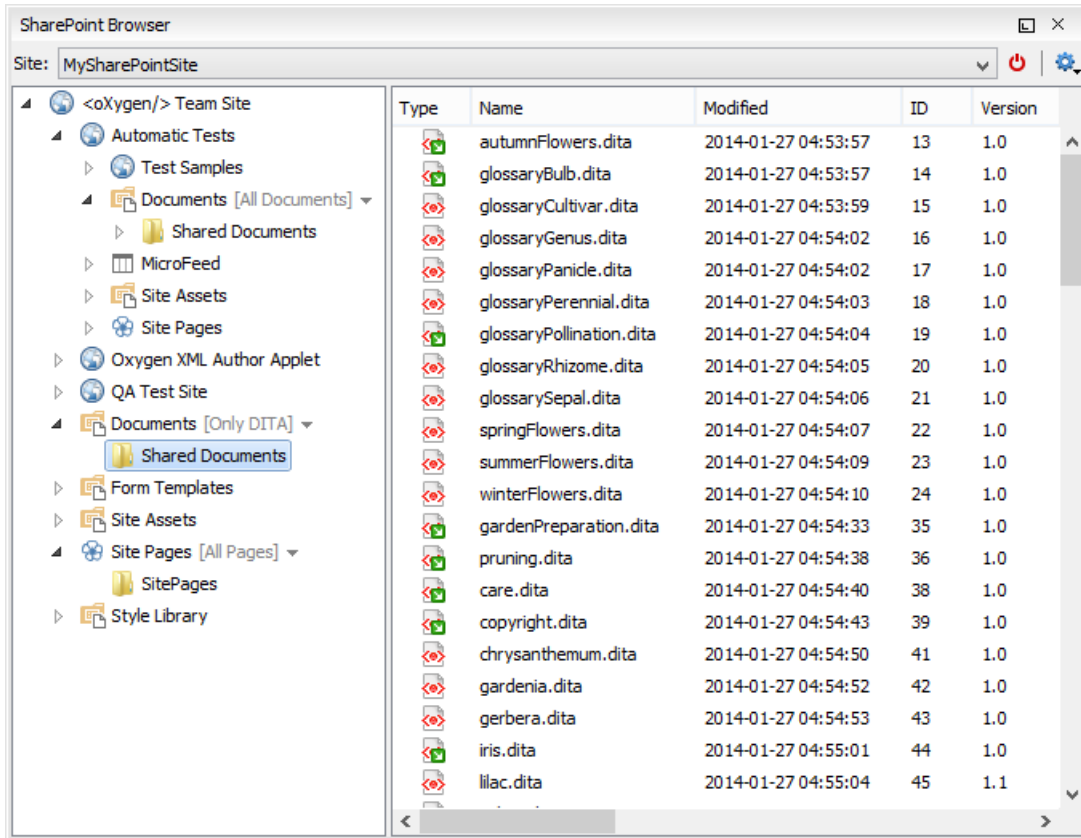 SharePoint Browser
Site: MySharePointSite
<oXygen/> Team Site
Automatic Tests
Test Samples
Documents [All Documents]
Shared Documents
MicroFeed
Site Assets
Site Pages
Oxygen XML Author Applet
QA Test Site
Documents [Only DITA]
Shared Documents
Form Templates
Site Assets
Site Pages [All Pages]
SitePages
Style Library
Type Name Modified ID Version
autumnFlowers.dita 2014-01-27 04:53:57 13 1.0
glossaryBulb.dita 2014-01-27 04:53:57 14 1.0
glossaryCultivar.dita 2014-01-27 04:53:59 15 1.0
glossaryGenus.dita 2014-01-27 04:54:02 16 1.0
glossaryPanicle.dita 2014-01-27 04:54:02 17 1.0
glossaryPerennial.dita 2014-01-27 04:54:03 18 1.0
glossaryPollination.dita 2014-01-27 04:54:04 19 1.0
glossaryRhizome.dita 2014-01-27 04:54:05 20 1.0
glossarySepal.dita 2014-01-27 04:54:06 21 1.0
springFlowers.dita 2014-01-27 04:54:07 22 1.0
summerFlowers.dita 2014-01-27 04:54:09 23 1.0
winterFlowers.dita 2014-01-27 04:54:10 24 1.0
gardenPreparation.dita 2014-01-27 04:54:33 35 1.0
pruning.dita 2014-01-27 04:54:38 36 1.0
care.dita 2014-01-27 04:54:40 38 1.0
copyright.dita 2014-01-27 04:54:43 39 1.0
chrysanthemum.dita 2014-01-27 04:54:50 41 1.0
gardenia.dita 2014-01-27 04:54:52 42 1.0
gerbera.dita 2014-01-27 04:54:53 43 1.0
iris.dita 2014-01-27 04:55:01 44 1.0
lilac.dita 2014-01-27 04:55:04 45 1.1